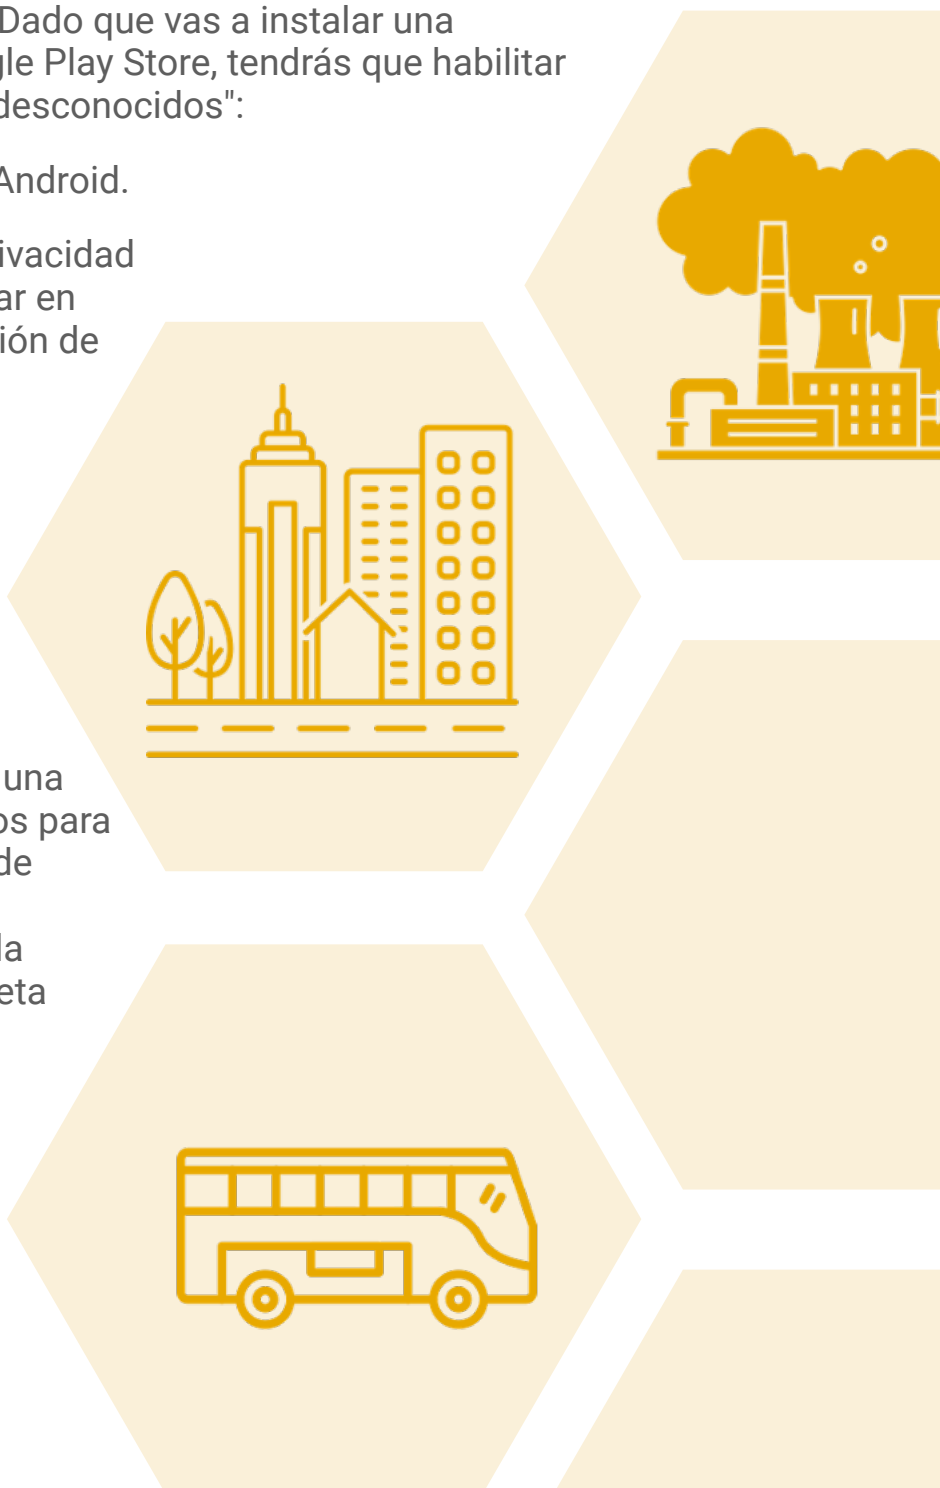 Dado que vas a instalar una
gle Play Store, tendrás que habilitar
desconocidos":
Android.
ivacidad
ar en
ión de
una
os para
de
la
eta